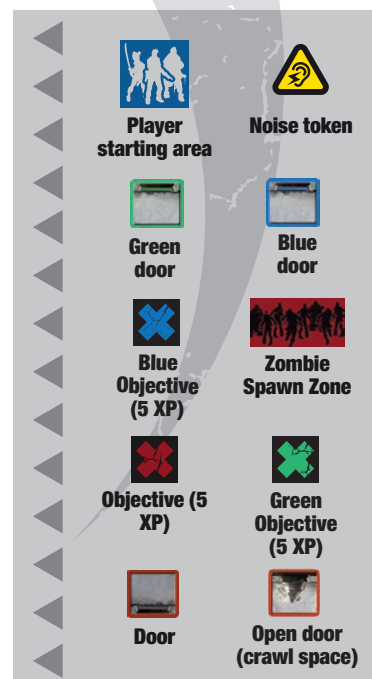 Player
starting area
Noise token
Green
door
Blue
door
Blue
Objective
(5 XP)
Zombie
Spawn Zone
Objective (5
XP)
Green
Objective
(5 XP)
Door
Open door
(crawl space)